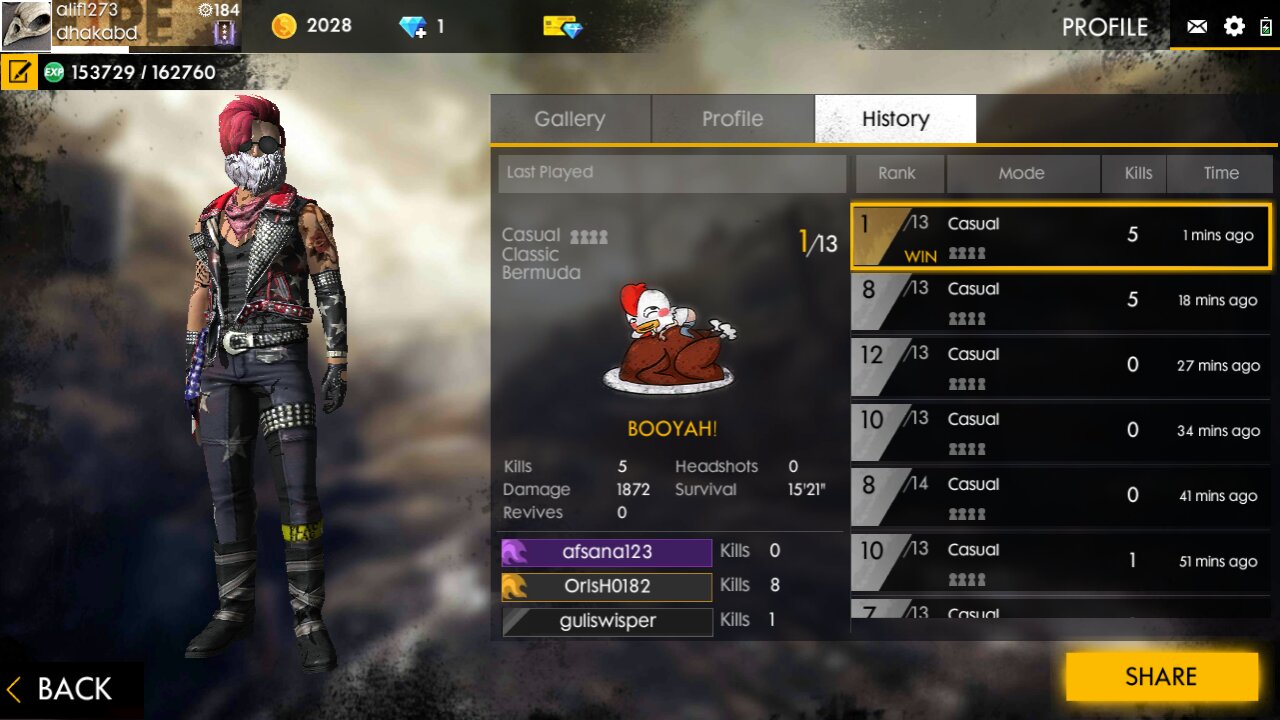 alif1273
dhakabd
184
2028
1
PROFILE
EXP 153729 / 162760
Gallery
Profile
History
Last Played
Rank
Mode
Kills
Time
Casual
Classic
Bermuda
1/13
BOOYAH!
Kills 5 Headshots 0
Damage 1872 Survival 15'21"
Revives 0
afsana123 Kills 0
OrIsH0182 Kills 8
guliswisper Kills 1
1 /13 WIN Casual 5 1 mins ago
8 /13 Casual 5 18 mins ago
12 /13 Casual 0 27 mins ago
10 /13 Casual 0 34 mins ago
8 /14 Casual 0 41 mins ago
10 /13 Casual 1 51 mins ago
7 /13 Casual
BACK
SHARE